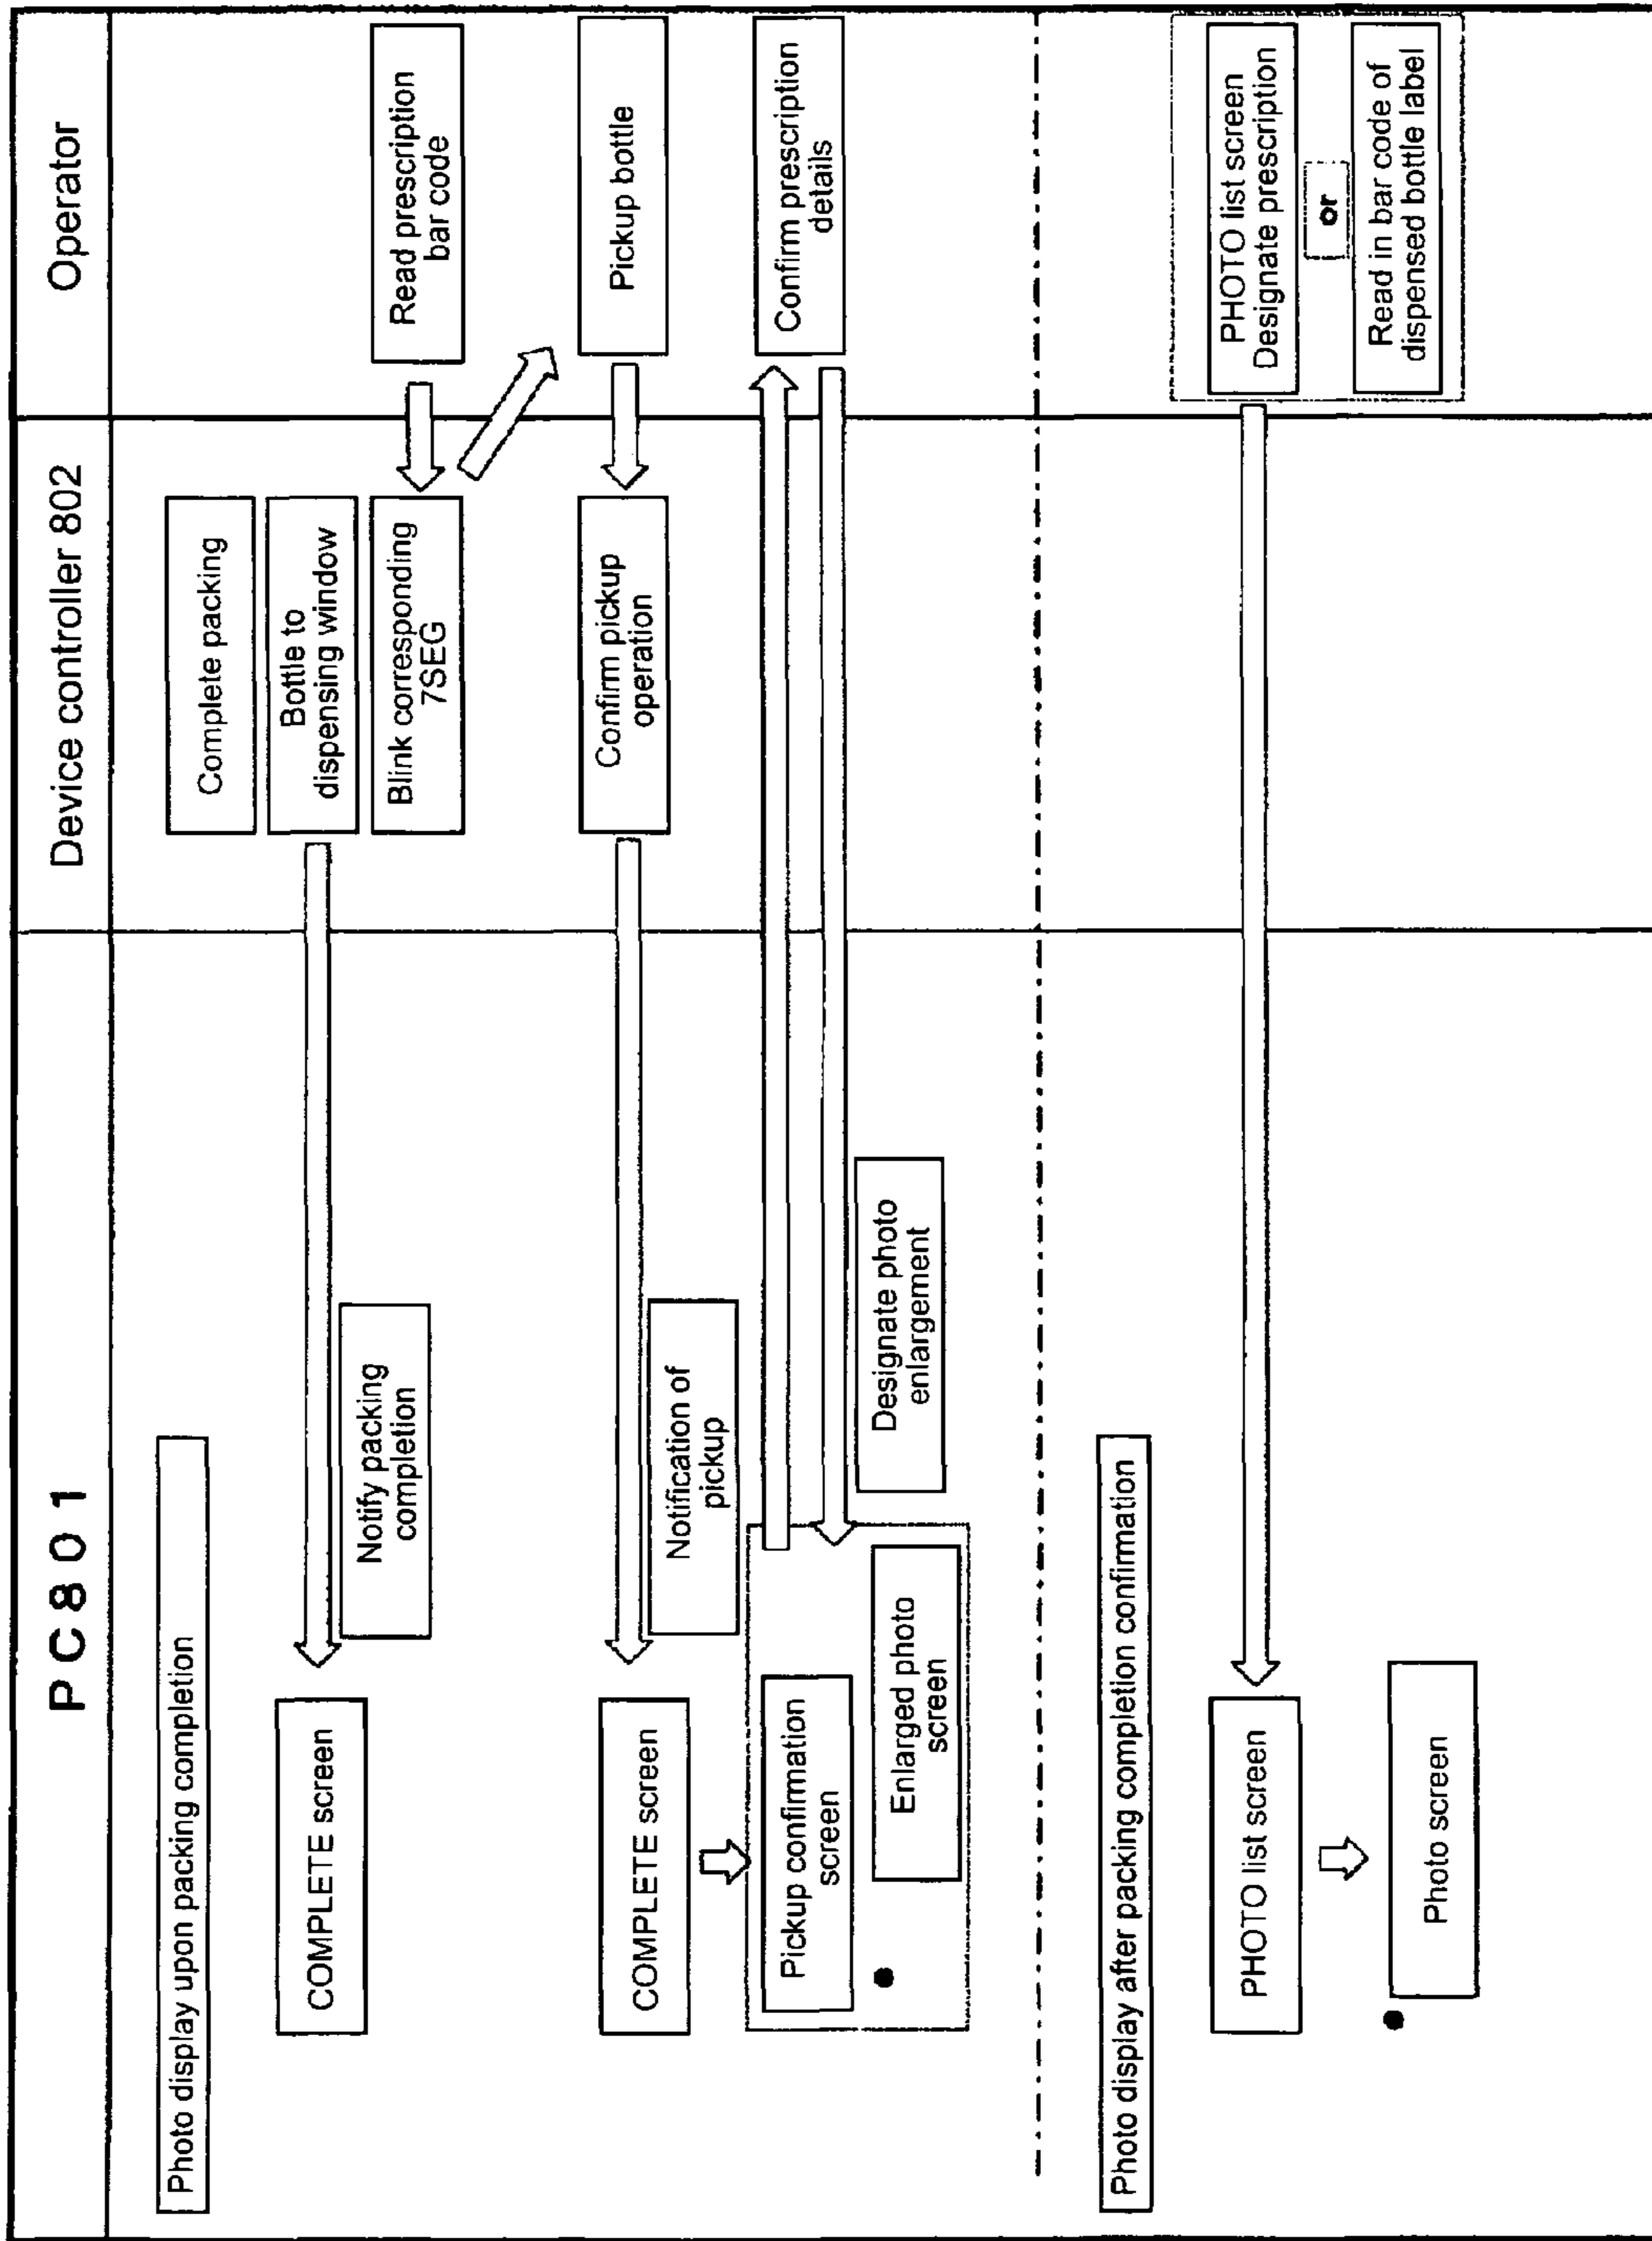 PC801
Device controller 802
Operator
Photo display upon packing completion
Complete packing
Bottle to
dispensing window
COMPLETE screen
Notify packing
completion
Blink corresponding
7SEG
Read prescription
bar code
COMPLETE screen
Notification of
pickup
Confirm pickup
operation
Pickup bottle
Pickup confirmation
screen
Enlarged photo
screen
Designate photo
enlargement
Confirm prescription
details
Photo display after packing completion confirmation
PHOTO list screen
PHOTO list screen
Designate prescription
or
Read in bar code of
dispensed bottle label
Photo screen